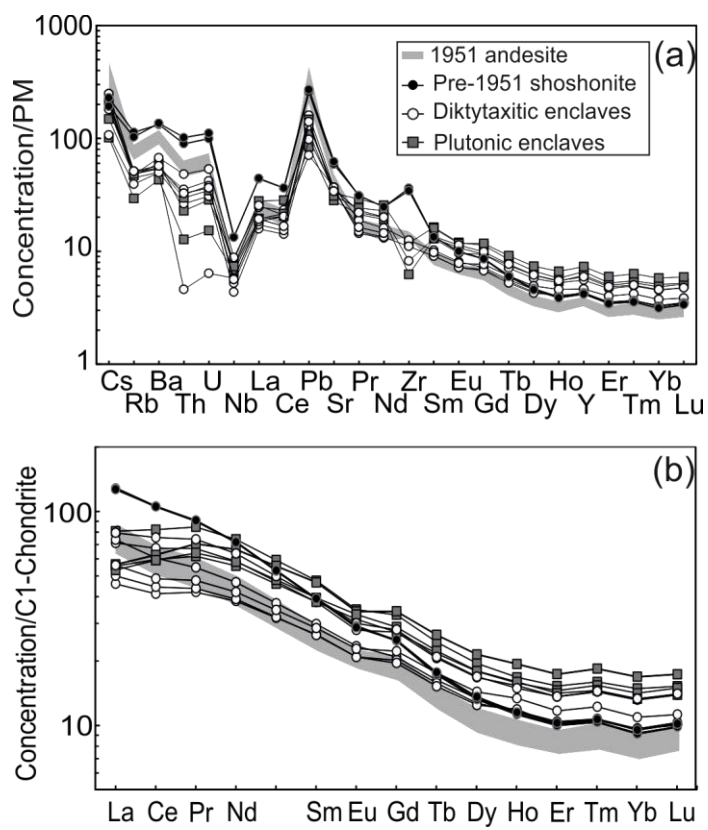 1000
(a)
1951 andesite
Pre-1951 shoshonite
Diktytaxitic enclaves
Plutonic enclaves
100
10
1
Concentration/PM
Cs Ba U La Pb Pr Zr Eu Tb Ho Er Yb
Rb Th Nb Ce Sr Nd Sm Gd Dy Y Tm Lu
(b)
100
10
Concentration/C1-Chondrite
La Ce Pr Nd Sm Eu Gd Tb Dy Ho Er Tm Yb Lu